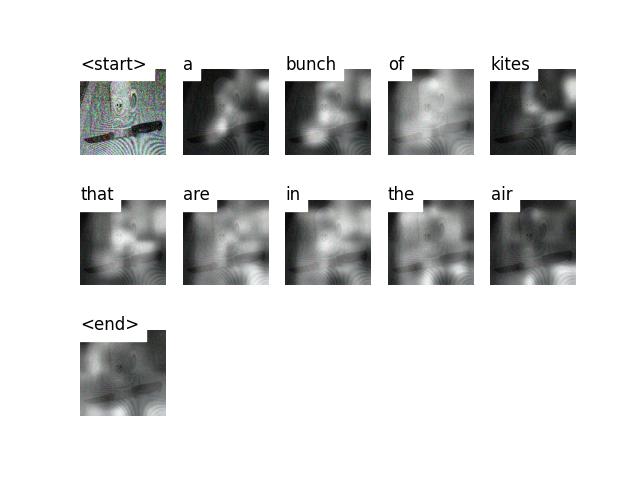 <start> a bunch of kites
that are in the air
<end>